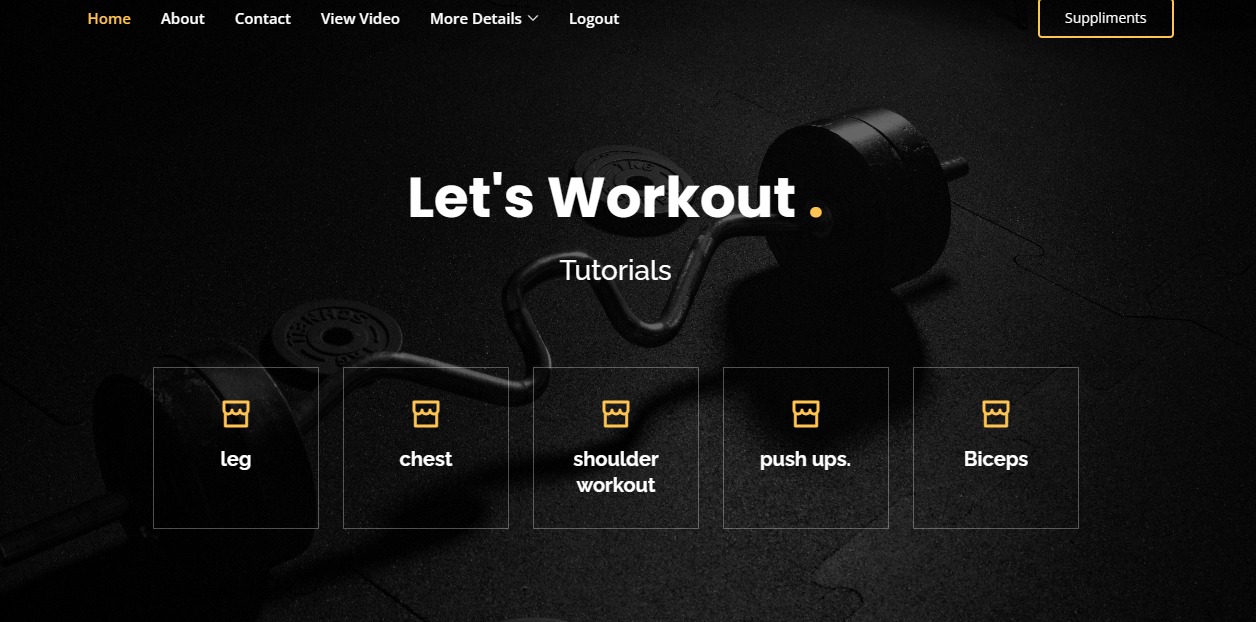 Home About Contact View Video More Details Logout Suppliments
Let's Workout .
Tutorials
leg
chest
shoulder
workout
push ups.
Biceps